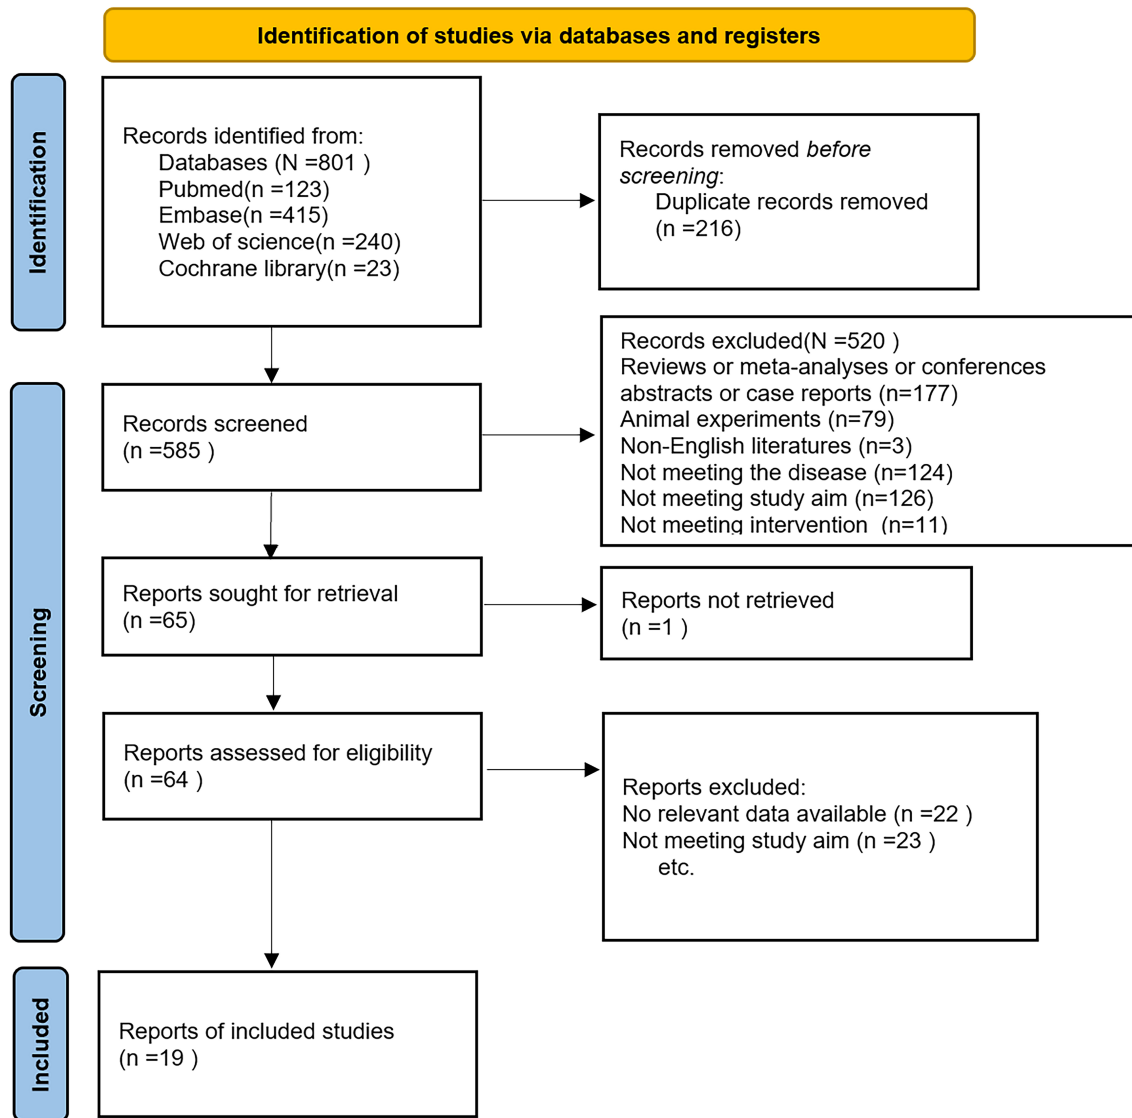 Identification of studies via databases and registers
Identification
Records identified from:
Databases (N =801 )
Pubmed(n =123)
Embase(n =415)
Web of science(n =240)
Cochrane library(n =23)
Records removed before
screening:
Duplicate records removed
(n =216)
Screening
Records screened
(n =585 )
Records excluded(N =520 )
Reviews or meta-analyses or conferences
abstracts or case reports (n=177)
Animal experiments (n=79)
Non-English literatures (n=3)
Not meeting the disease (n=124)
Not meeting study aim (n=126)
Not meeting intervention  (n=11)
Reports sought for retrieval
(n =65)
Reports not retrieved
(n =1 )
Reports assessed for eligibility
(n =64 )
Reports excluded:
No relevant data available (n =22 )
Not meeting study aim (n =23 )
etc.
Included
Reports of included studies
(n =19 )